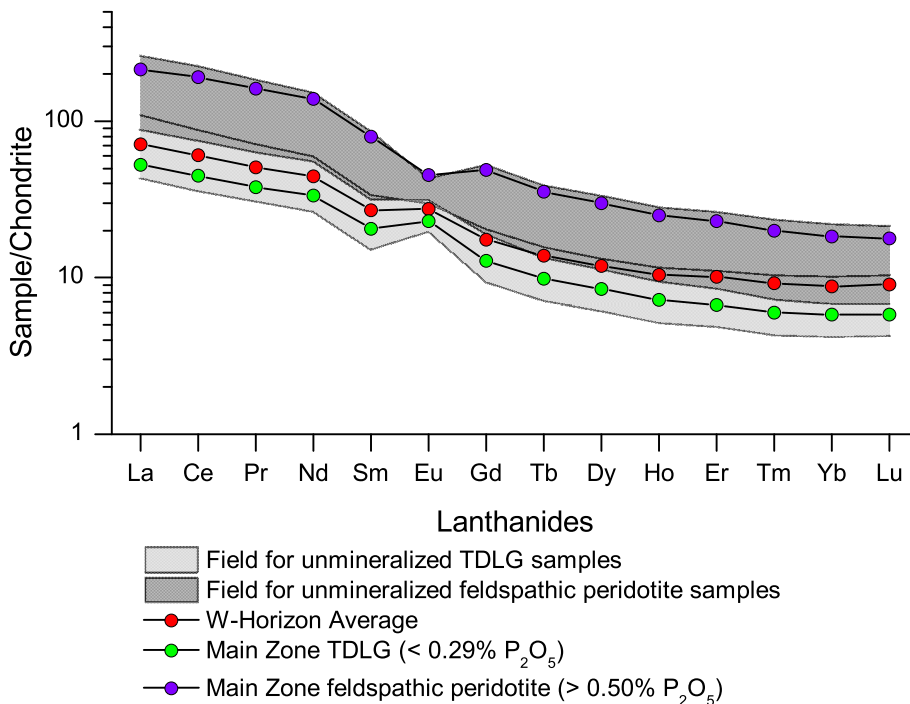 Sample/Chondrite
100
10
1
La Ce Pr Nd Sm Eu Gd Tb Dy Ho Er Tm Yb Lu
Lanthanides
Field for unmineralized TDLG samples
Field for unmineralized feldspathic peridotite samples
W-Horizon Average
Main Zone TDLG (< 0.29% P₂O₅)
Main Zone feldspathic peridotite (> 0.50% P₂O₅)